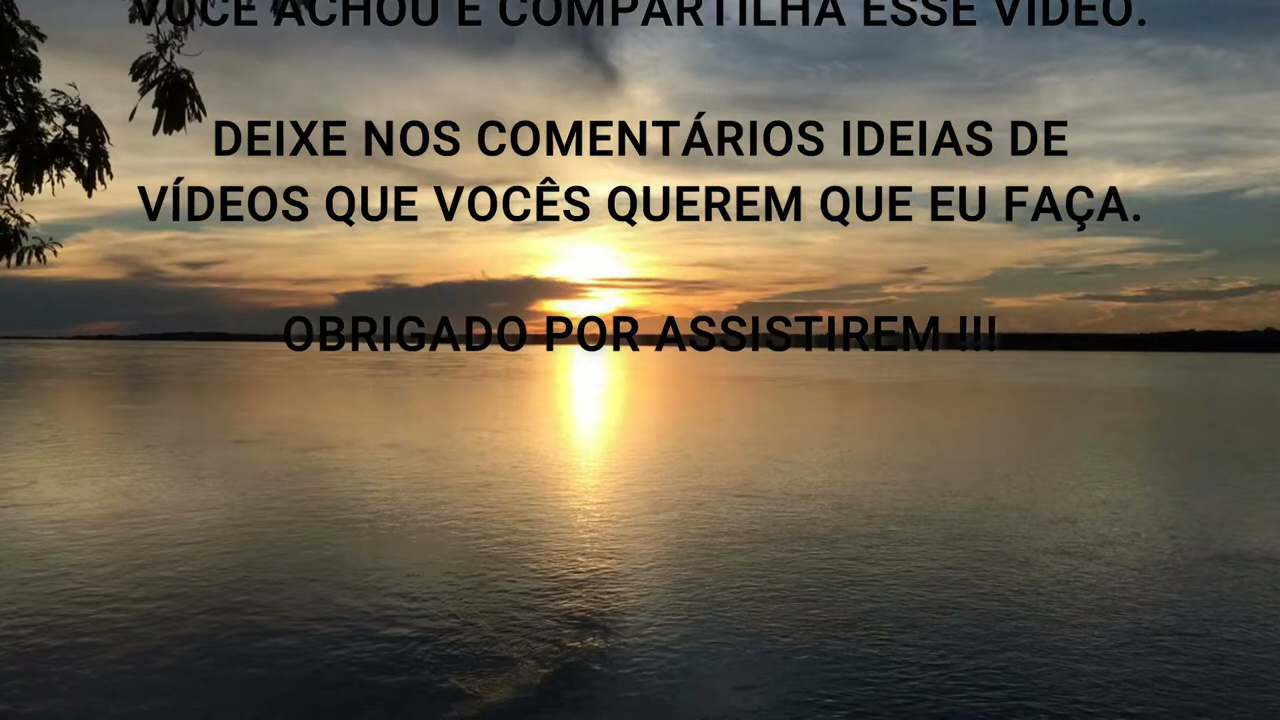 VOCÊ ACHOU E COMPARTILHA ESSE VÍDEO.
DEIXE NOS COMENTÁRIOS IDEIAS DE
VÍDEOS QUE VOCÊS QUEREM QUE EU FAÇA.
OBRIGADO POR ASSISTIREM !!!